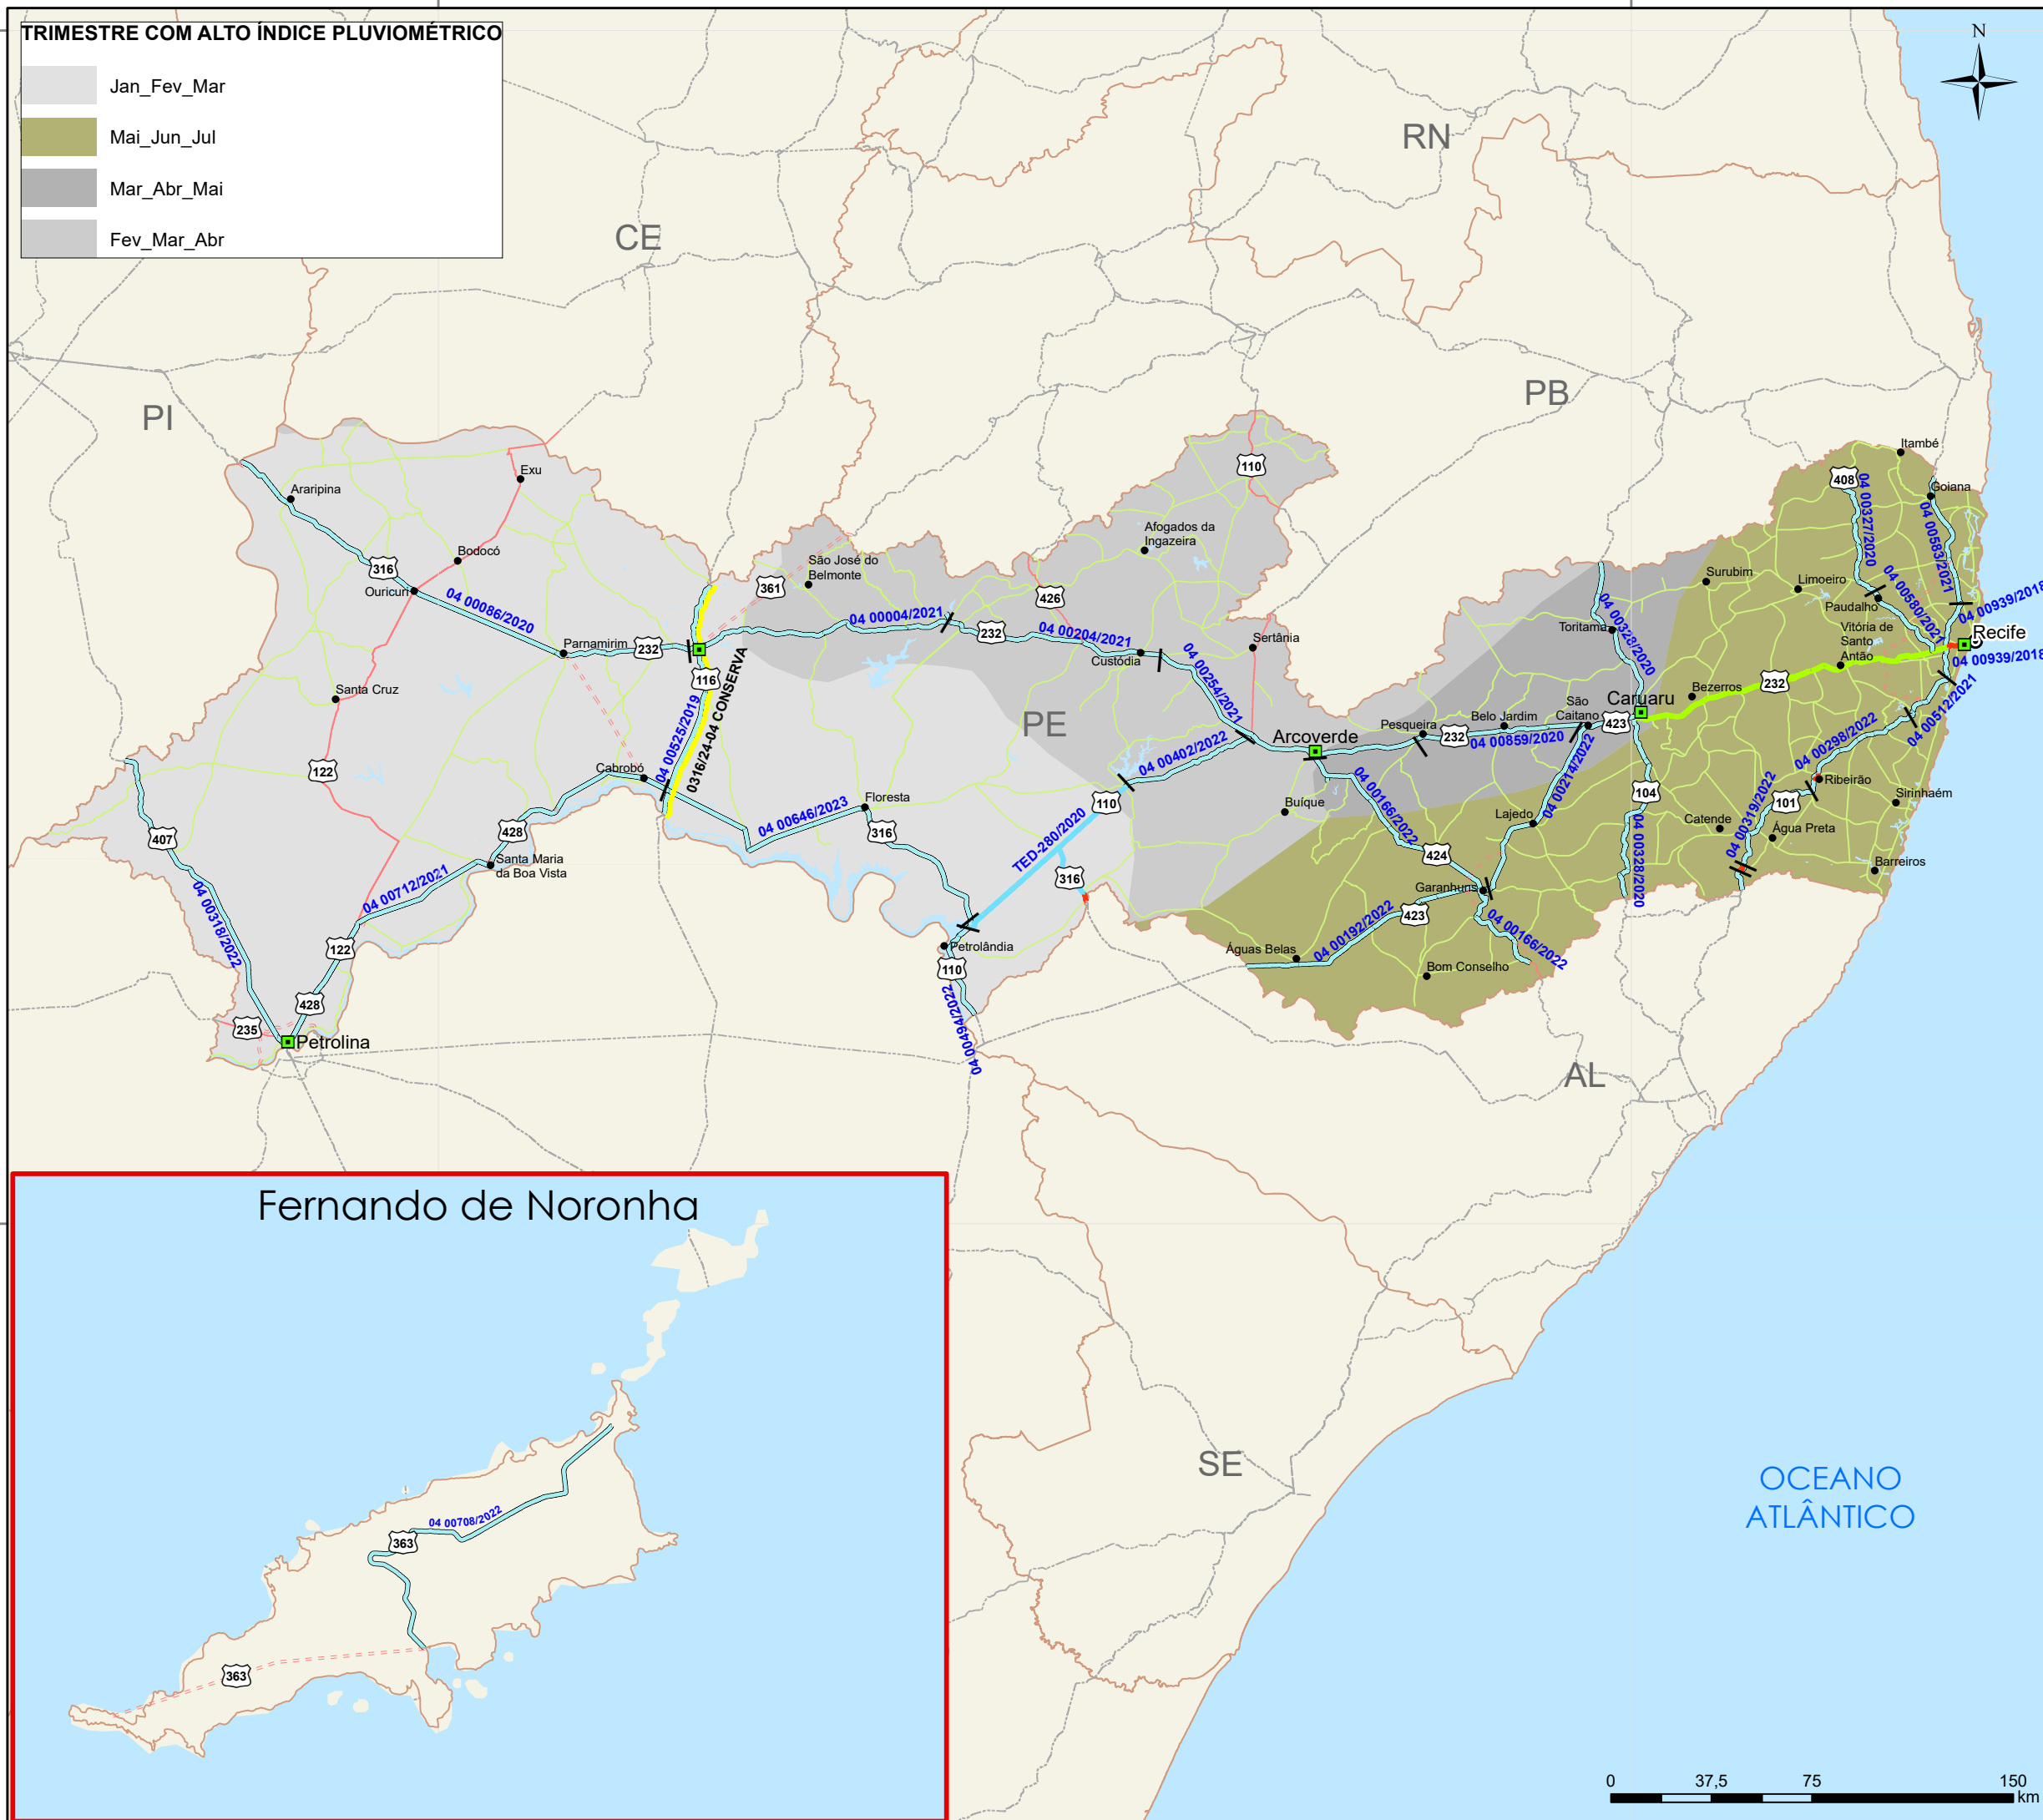 TRIMESTRE COM ALTO ÍNDICE PLUVIOMÉTRICO
Jan_Fev_Mar
Mai_Jun_Jul
Mar_Abr_Mai
Fev_Mar_Abr
N
RN
CE
PI
PB
PE
AL
SE
Itambé
408
Goiana
04 00327/2020
04 00583/2021
110
Exu
Araripina
Afogados da
Ingazeira
Bodocó
316
São José do
Belmonte
361
426
Surubim
Limoeiro
Ouricuri
04 00086/2020
04 00004/2021
232
04 00204/2021
Paudalho
04 00580/2021
04 00939/2018
Toritama
04 00328/2020
Vitória de
Santo
Antão
Recife
04 00939/2018
Parnamirim
232
Sertânia
Custódia
04 00254/2021
116
04 00525/2019
0316/24-04 CONSERVA
Santa Cruz
Bezerros
232
Caruaru
São
Caitano
423
Belo Jardim
Pesqueira
232
04 00859/2020
Arcoverde
04 00512/2021
04 00298/2022
04 00402/2022
122
Cabrobó
Ribeirão
04 00214/2022
104
101
Sirinhaém
04 00319/2022
Floresta
110
Buíque
04 00166/2022
Lajedo
Catende
Água Preta
04 00646/2023
316
TED-280/2020
407
428
424
04 00328/2020
Barreiros
Santa Maria
da Boa Vista
316
Garanhuns
04 00318/2022
04 00712/2021
423
04 00192/2022
04 00166/2022
122
Petrolândia
Águas Belas
Bom Conselho
110
428
235
04 00494/2022
Petrolina
Fernando de Noronha
04 00708/2022
363
363
OCEANO
ATLÂNTICO
0 37,5 75 150
km